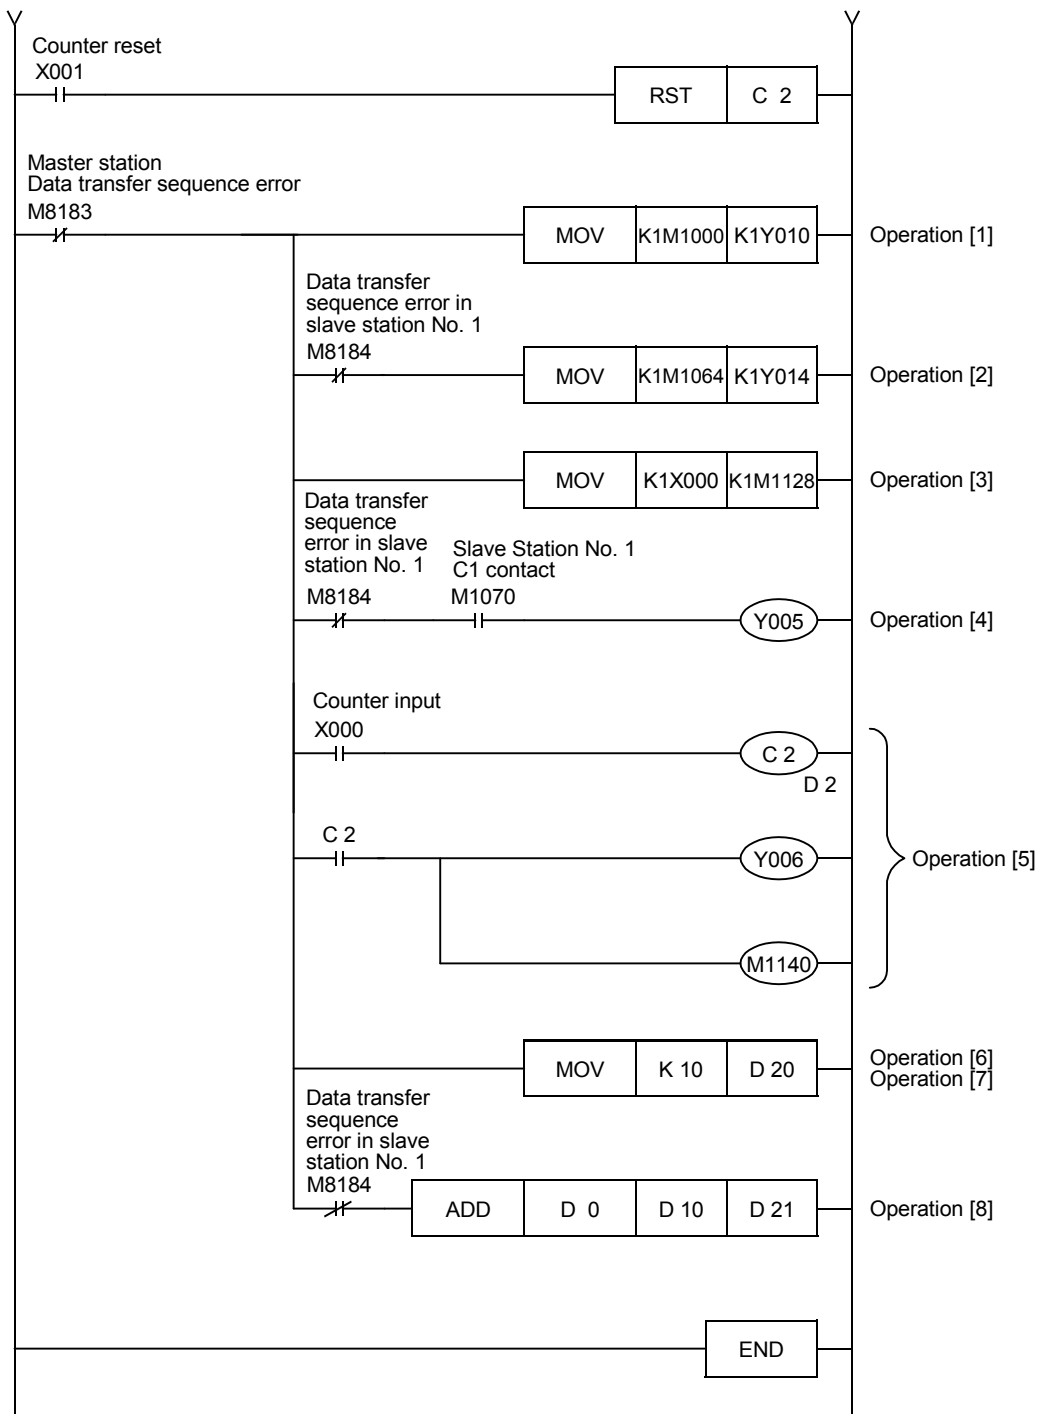 Counter reset
X001
RST C 2
Master station
Data transfer sequence error
M8183
MOV K1M1000 K1Y010 Operation [1]
Data transfer
sequence error in
slave station No. 1
M8184
MOV K1M1064 K1Y014 Operation [2]
MOV K1X000 K1M1128 Operation [3]
Data transfer
sequence
error in slave
station No. 1
Slave Station No. 1
C1 contact
M8184 M1070
Y005 Operation [4]
Counter input
X000
C 2
D 2
C 2
Y006
Operation [5]
M1140
MOV K 10 D 20
Operation [6]
Operation [7]
Data transfer
sequence
error in slave
station No. 1
M8184
ADD D 0 D 10 D 21 Operation [8]
END